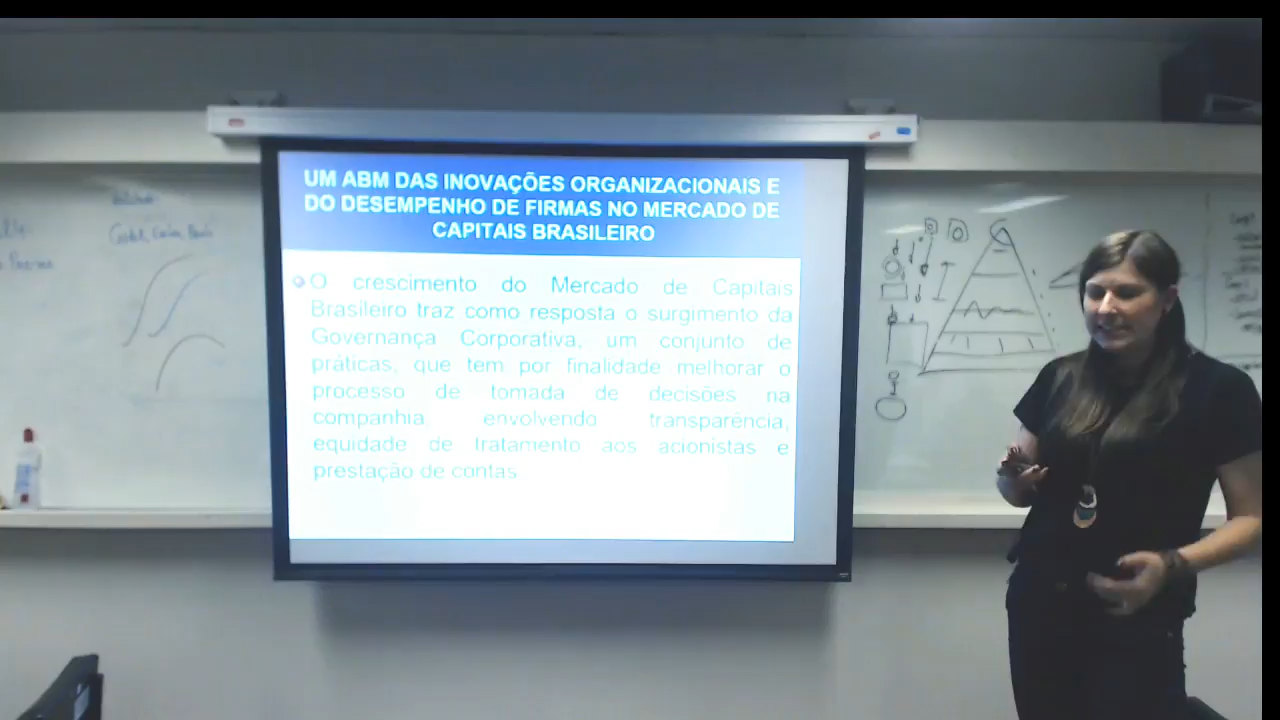 UM ABM DAS INOVAÇÕES ORGANIZACIONAIS E
DO DESEMPENHO DE FIRMAS NO MERCADO DE
CAPITAIS BRASILEIRO
O crescimento do Mercado de Capitais
Brasileiro traz como resposta o surgimento da
Governança Corporativa, um conjunto de
práticas, que tem por finalidade melhorar o
processo de tomada de decisões na
companhia envolvendo transparência,
equidade de tratamento aos acionistas e
prestação de contas